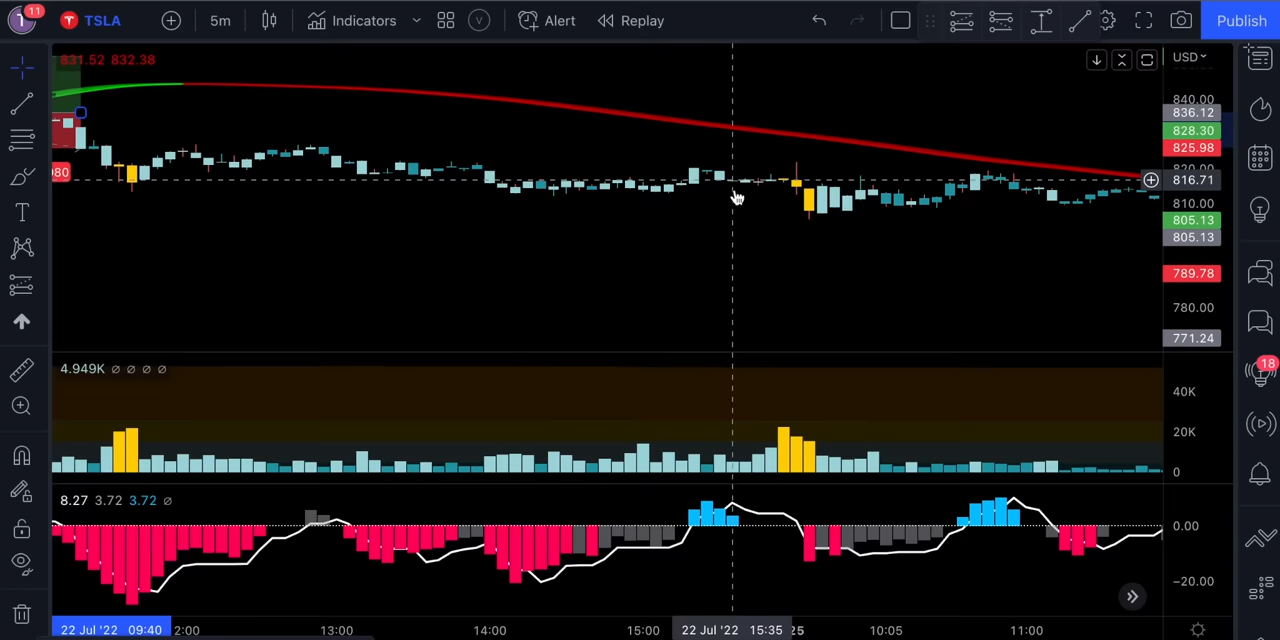 11
1 TSLA 5m Indicators V Alert Replay Publish
831.52 832.38
USD
840.00
836.12
828.30
825.98
820.00
080
816.71
810.00
805.13
805.13
789.78
780.00
771.24
4.949K ∅ ∅ ∅ ∅
18
40K
20K
0
8.27 3.72 3.72 ∅
0.00
−20.00
22 Jul '22 09:40 2:00 13:00 14:00 15:00 22 Jul '22 15:35 25 10:05 11:00